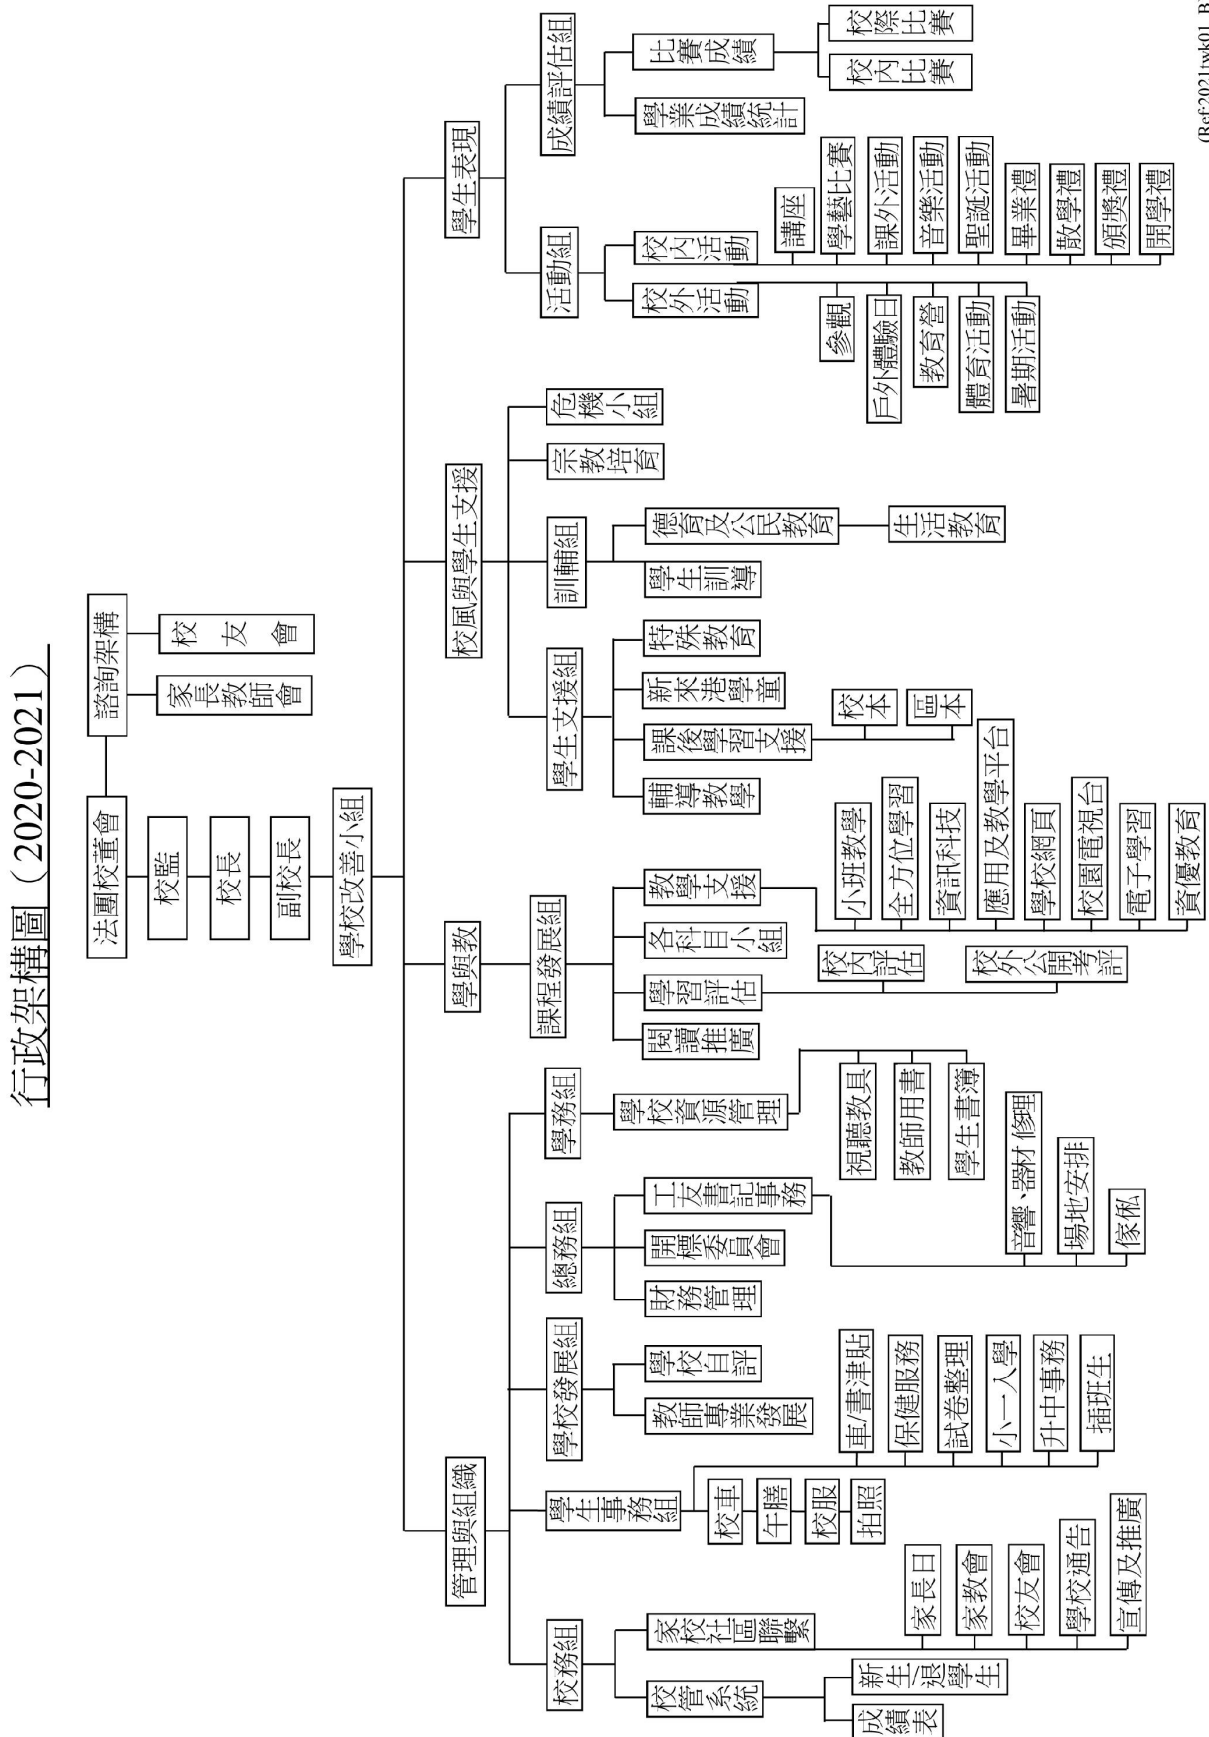 行政架構圖（2020-2021）
法團校董會
諮詢架構
家長教師會
校友會
校監
校長
副校長
學校改善小組
管理與組織
學與教
校風與學生支援
學生表現
校務組
學生事務組
學校發展組
總務組
學務組
課程發展組
學生支援組
訓輔組
宗教培育
危機小組
活動組
成績評估組
校管系統
家校社區聯繫
成績表
新生/退學生
家長日
家教會
校友會
學校通告
宣傳及推廣
校車
午膳
校服
拍照
車/書津貼
保健服務
試卷整理
小一入學
升中事務
插班生
教師專業發展
學校自評
財務管理
開標委員會
工友書記事務
音響、器材修理
場地安排
傢俬
學校資源管理
視聽教具
教師用書
學生書簿
閱讀推廣
學習評估
各科目小組
教學支援
校內評估
校外公開考評
小班教學
全方位學習
資訊科技
應用及教學平台
學校網頁
校園電視台
電子學習
資優教育
輔導教學
課後學習支援
新來港學童
特殊教育
校本
區本
學生訓導
德育及公民教育
生活教育
校外活動
校內活動
參觀
戶外體驗日
教育營
體育活動
暑期活動
講座
學藝比賽
課外活動
音樂活動
聖誕活動
畢業禮
散學禮
頒獎禮
開學禮
學業成績統計
比賽成績
校內比賽
校際比賽